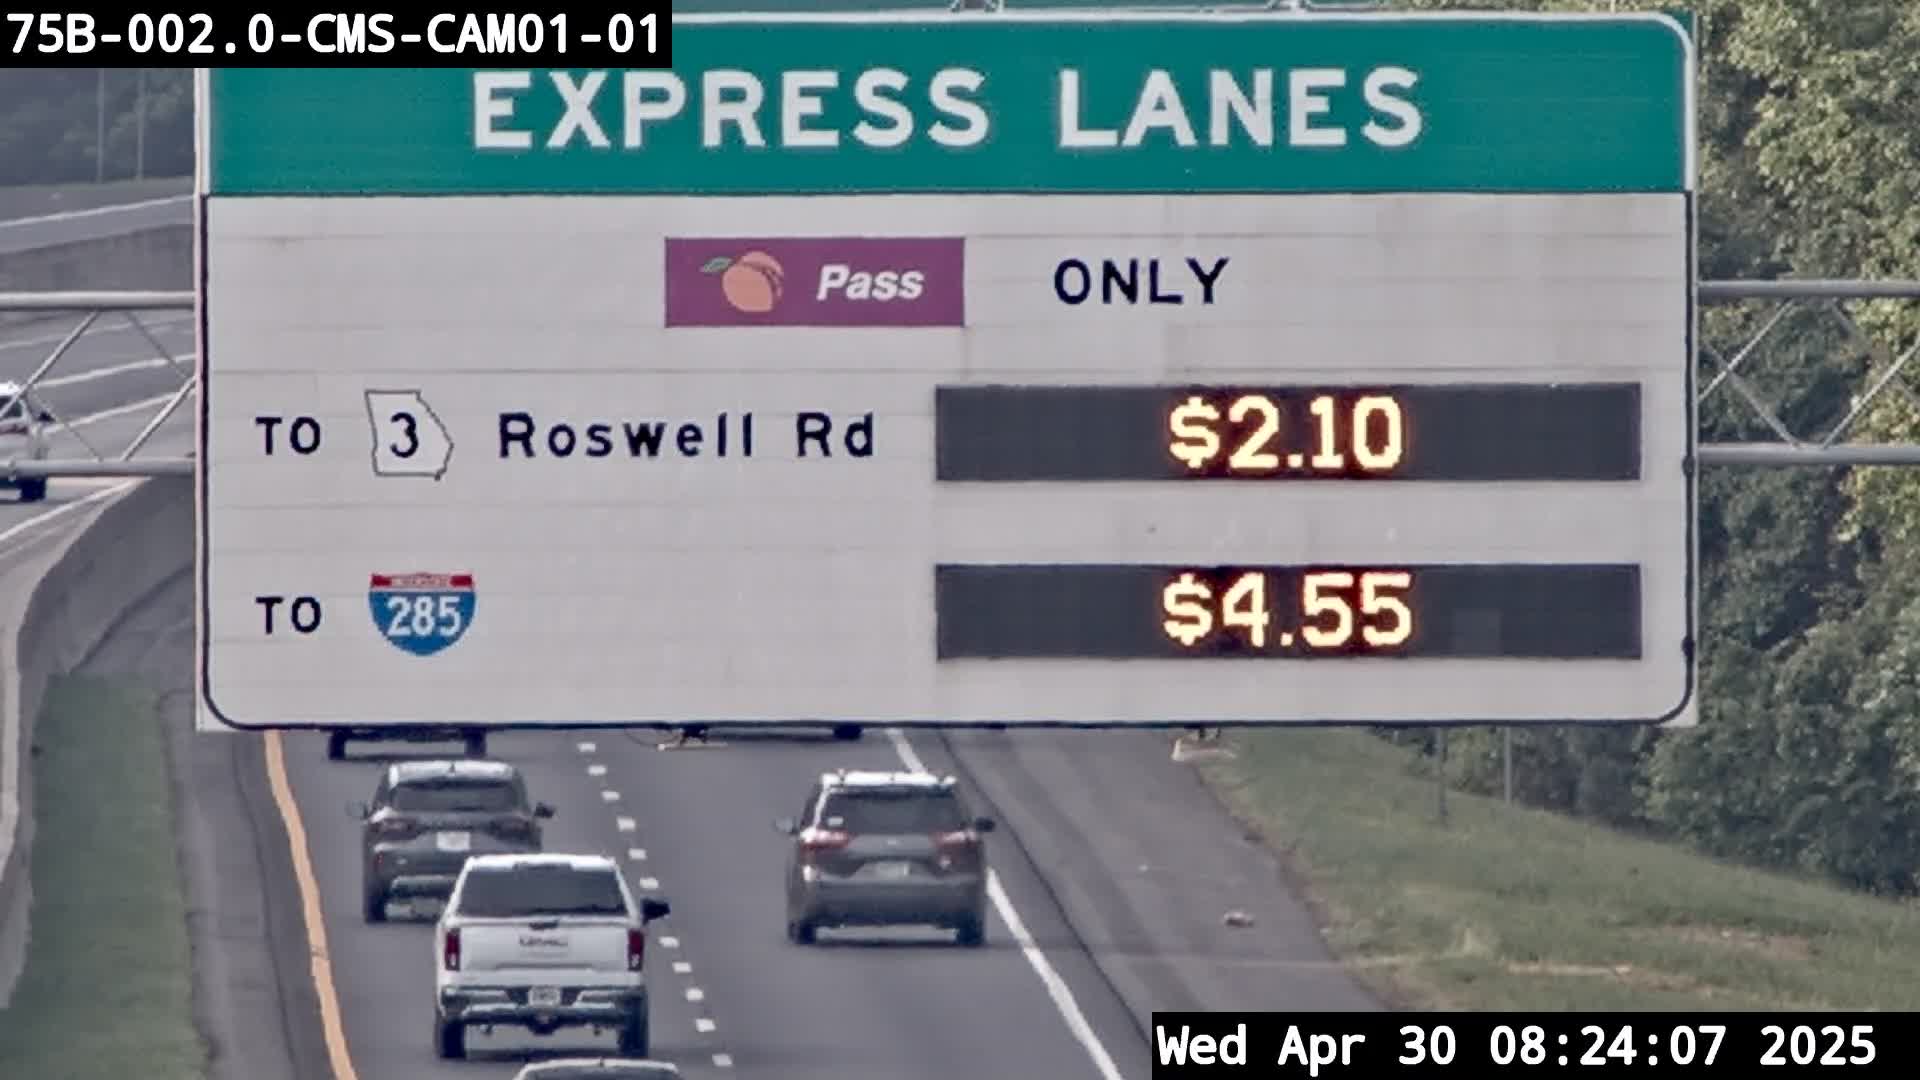 75B-002.0-CMS-CAM01-01
EXPRESS LANES
Pass ONLY
TO 3 Roswell Rd $2.10
TO 285 $4.55
Wed Apr 30 08:24:07 2025